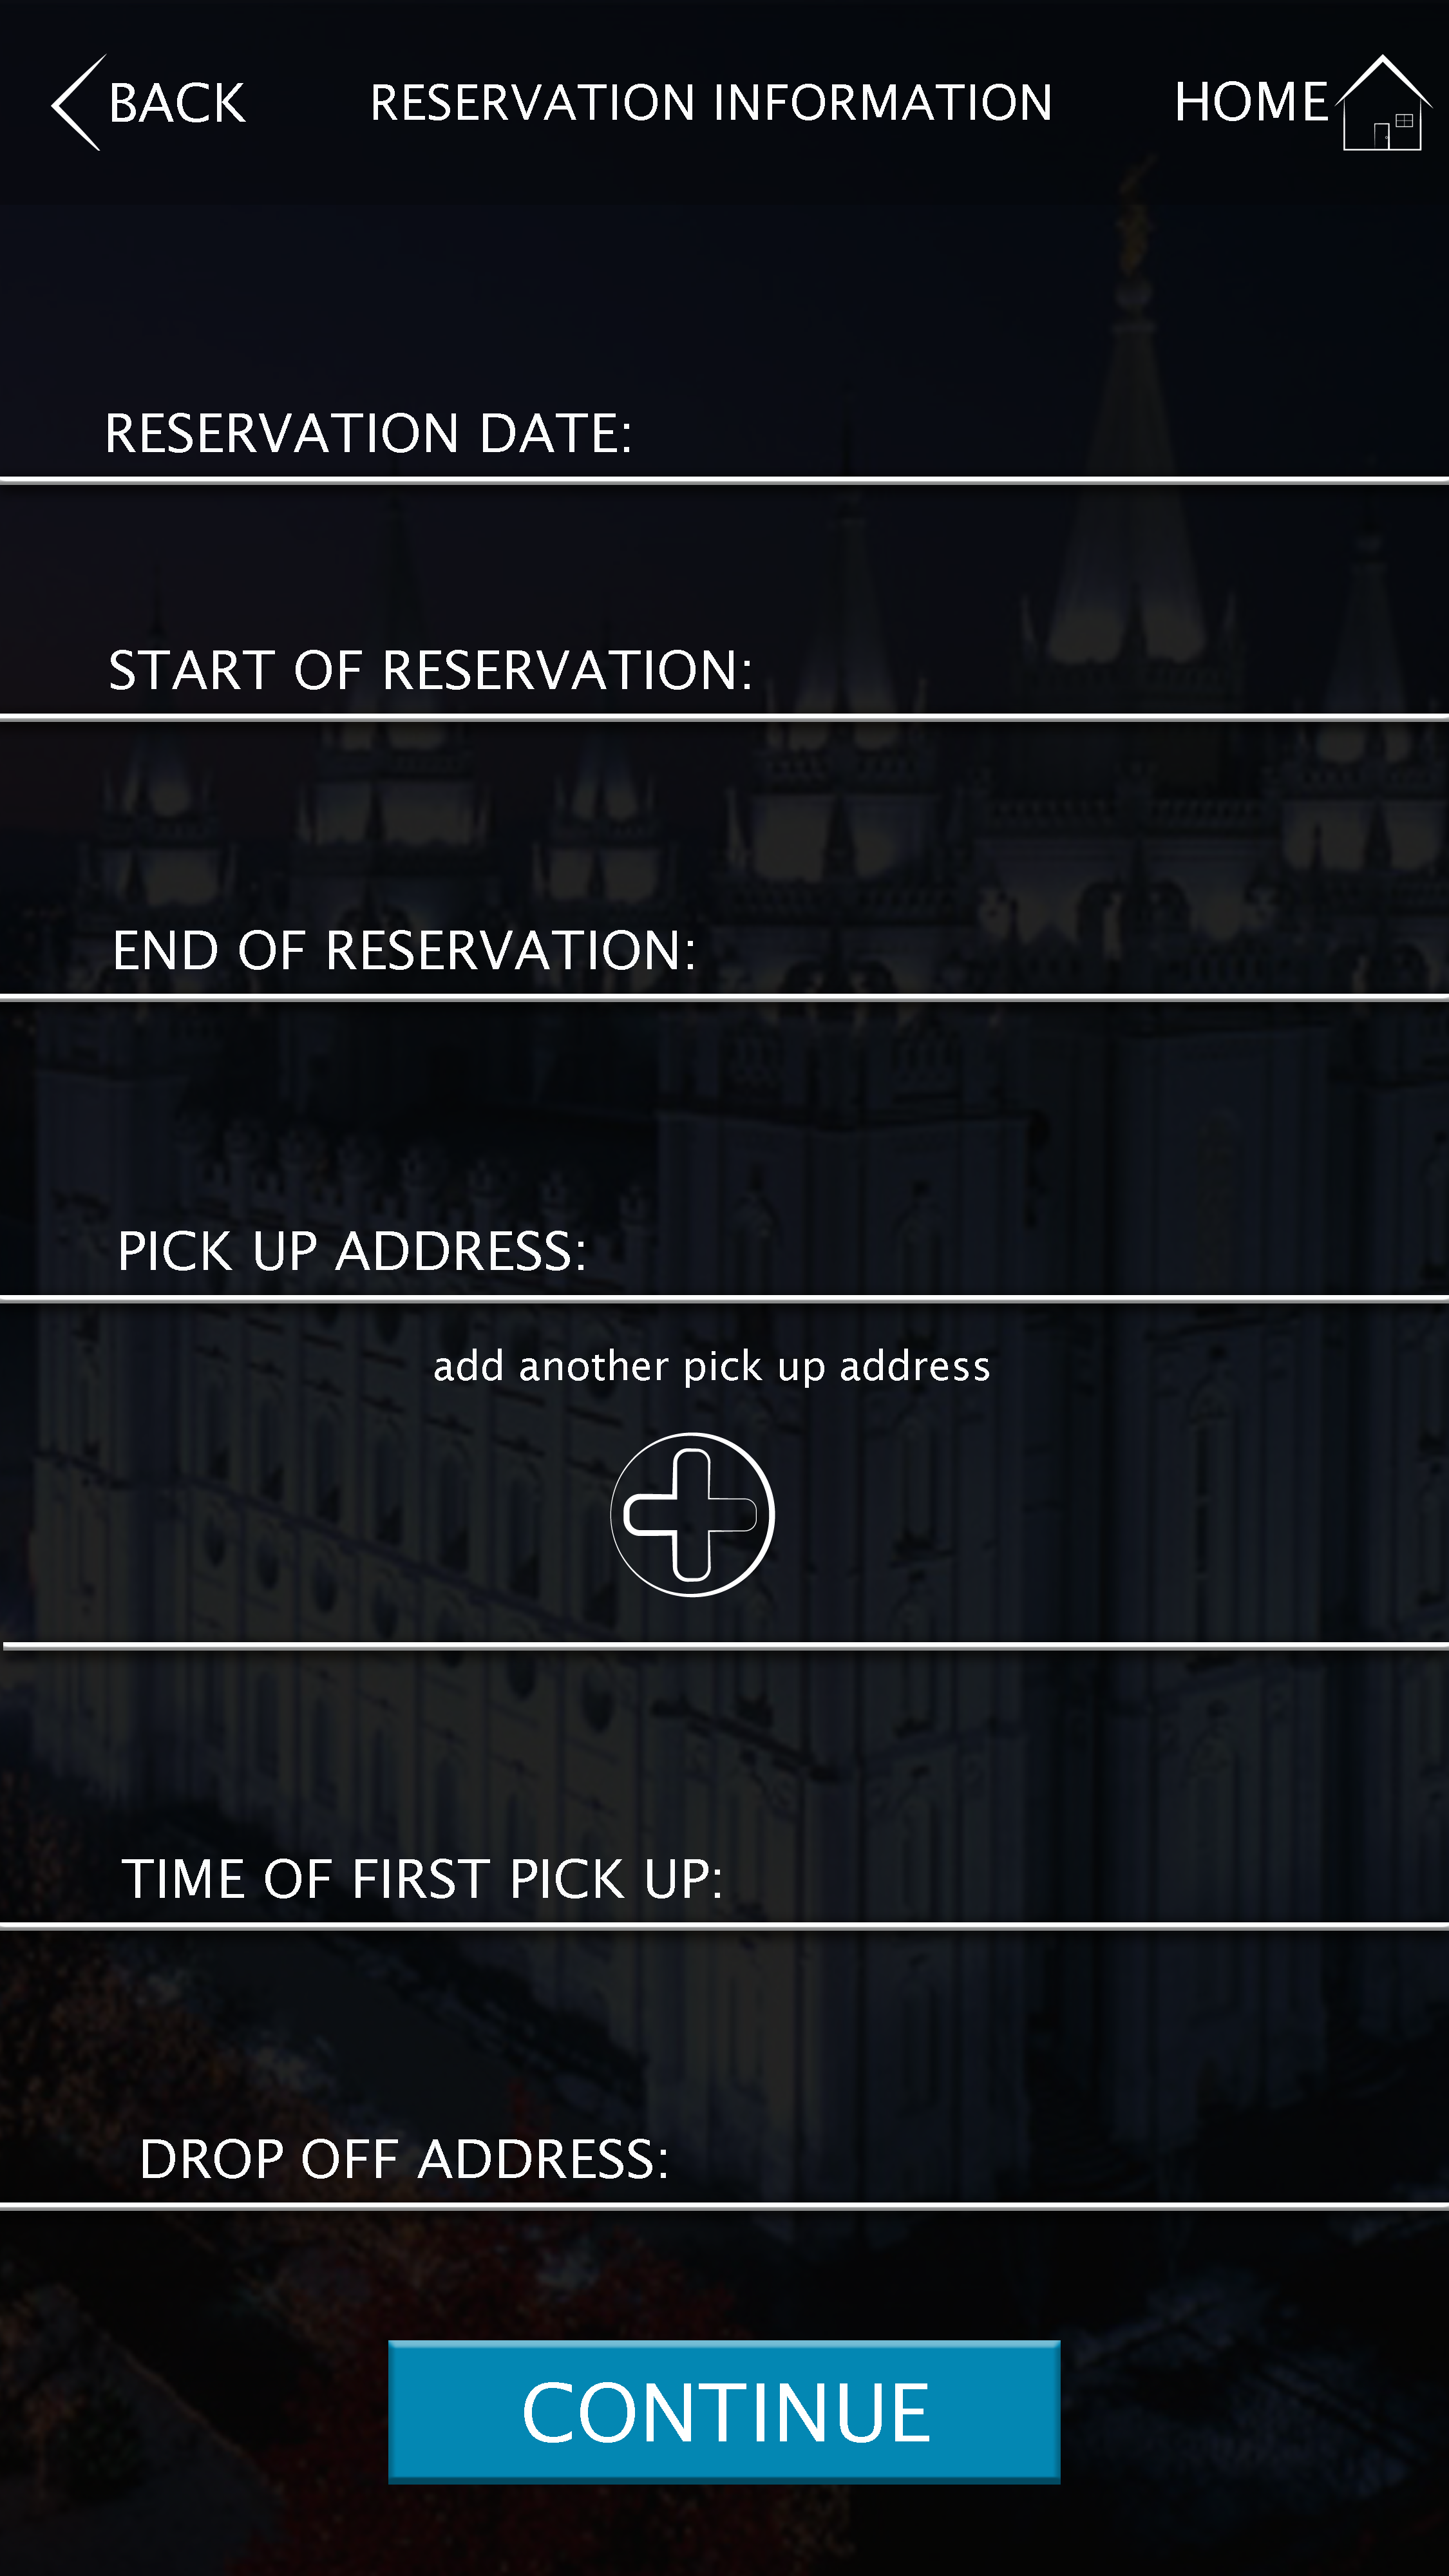 BACK RESERVATION INFORMATION HOME
RESERVATION DATE:
START OF RESERVATION:
END OF RESERVATION:
PICK UP ADDRESS:
add another pick up address
TIME OF FIRST PICK UP:
DROP OFF ADDRESS:
CONTINUE